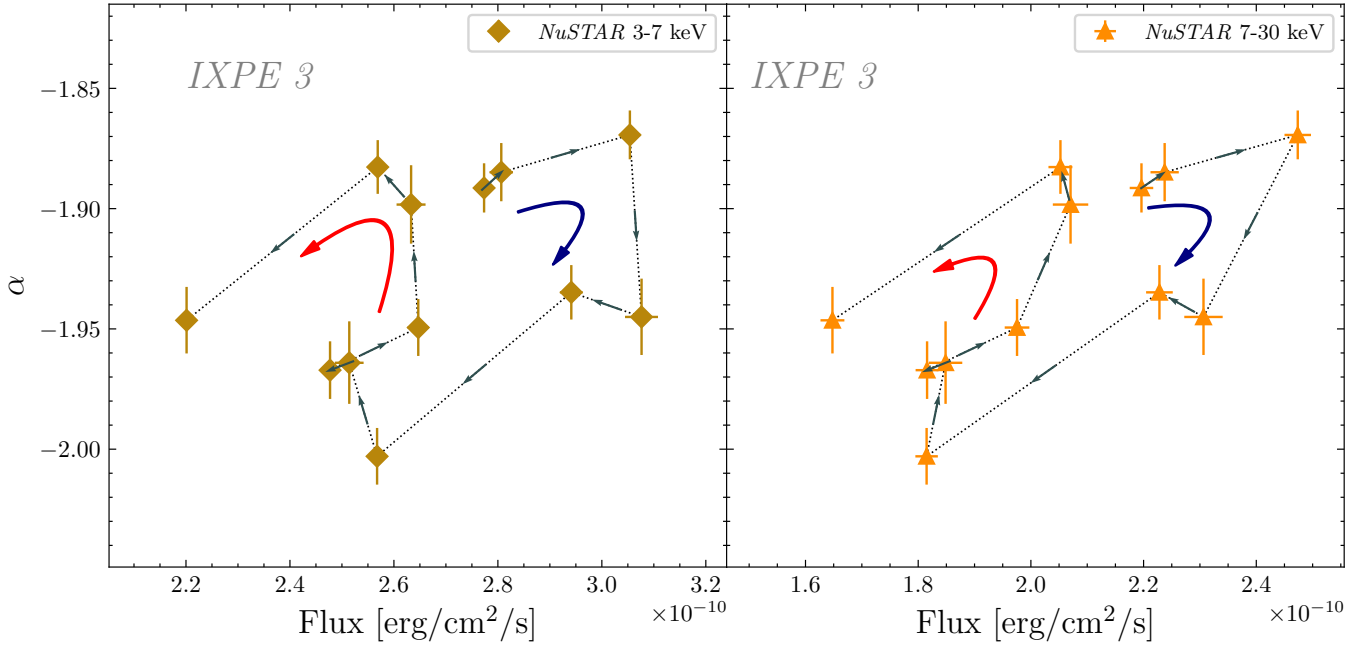 NuSTAR 3-7 keV
NuSTAR 7-30 keV
IXPE 3
IXPE 3
−1.85
−1.90
−1.95
−2.00
α
2.2 2.4 2.6 2.8 3.0 3.2
1.6 1.8 2.0 2.2 2.4
×10⁻¹⁰
×10⁻¹⁰
Flux [erg/cm²/s]
Flux [erg/cm²/s]